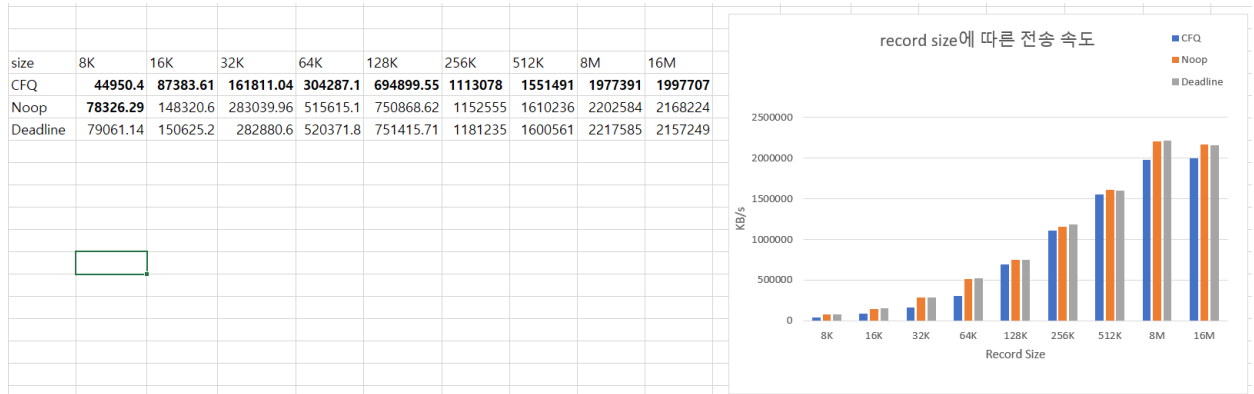 size 8K 16K 32K 64K 128K 256K 512K 8M 16M
CFQ 44950.4 87383.61 161811.04 304287.1 694899.55 1113078 1551491 1977391 1997707
Noop 78326.29 148320.6 283039.96 515615.1 750868.62 1152555 1610236 2202584 2168224
Deadline 79061.14 150625.2 282880.6 520371.8 751415.71 1181235 1600561 2217585 2157249
record size에 따른 전송 속도
CFQ
Noop
Deadline
2500000
2000000
1500000
1000000
500000
0
KB/s
8K 16K 32K 64K 128K 256K 512K 8M 16M
Record Size